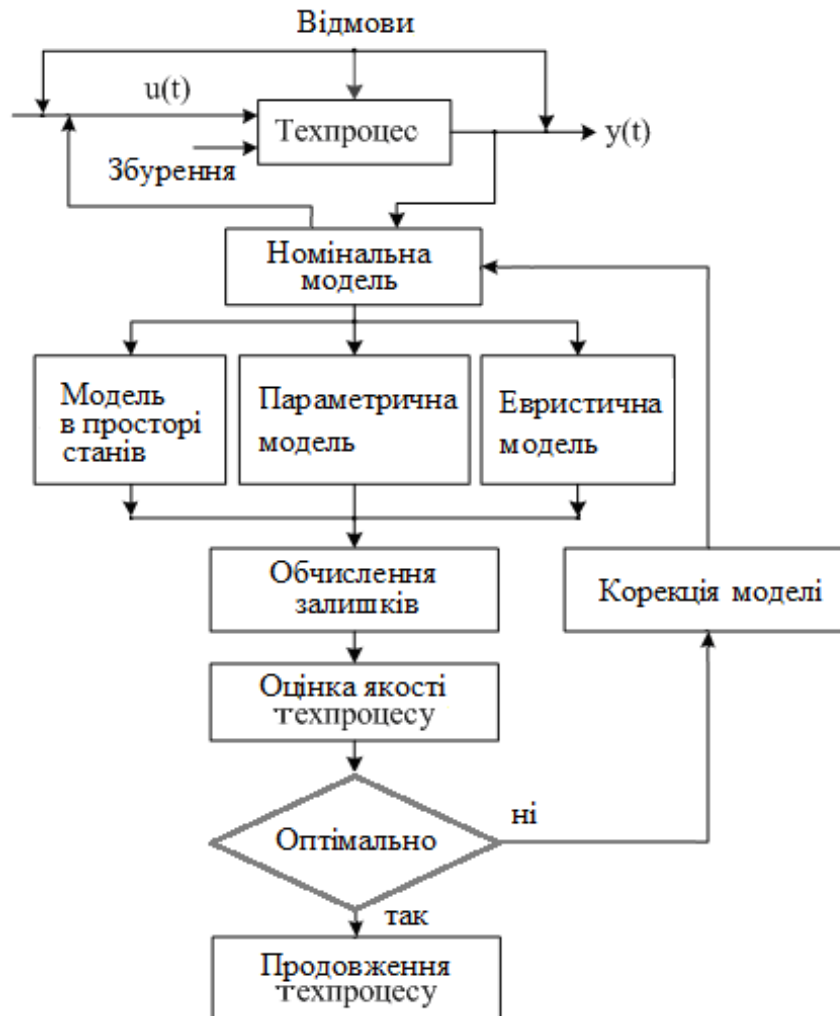 Відмови
u(t)
Техпроцес
y(t)
Збурення
Номінальна
модель
Модель
в просторі
станів
Параметрична
модель
Евристична
модель
Обчислення
залишків
Корекція моделі
Оцінка якості
техпроцесу
ні
Оптімально
так
Продовження
техпроцесу